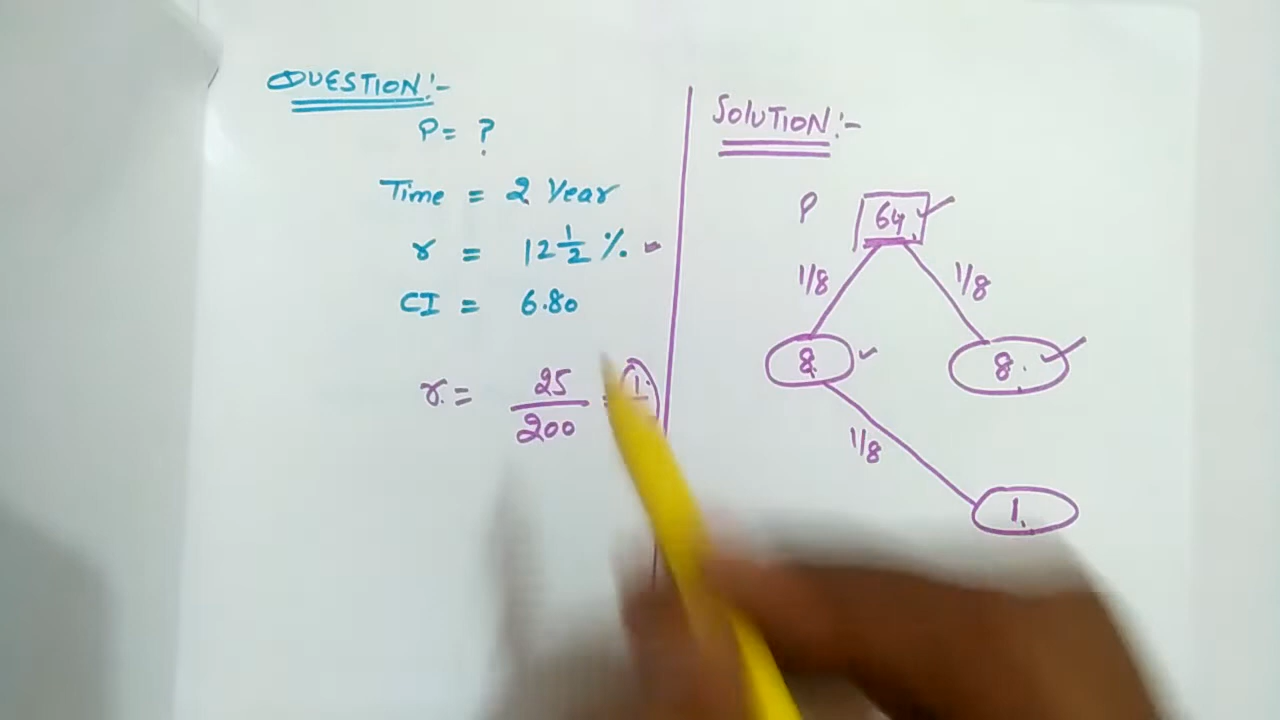 QUESTION:-
P = ?
Time = 2 Year
r = 12 1/2 %
CI = 6.80
r = 25/200 = 1
SOLUTION:-
P 64
1/8 1/8
8 8
1/8
1